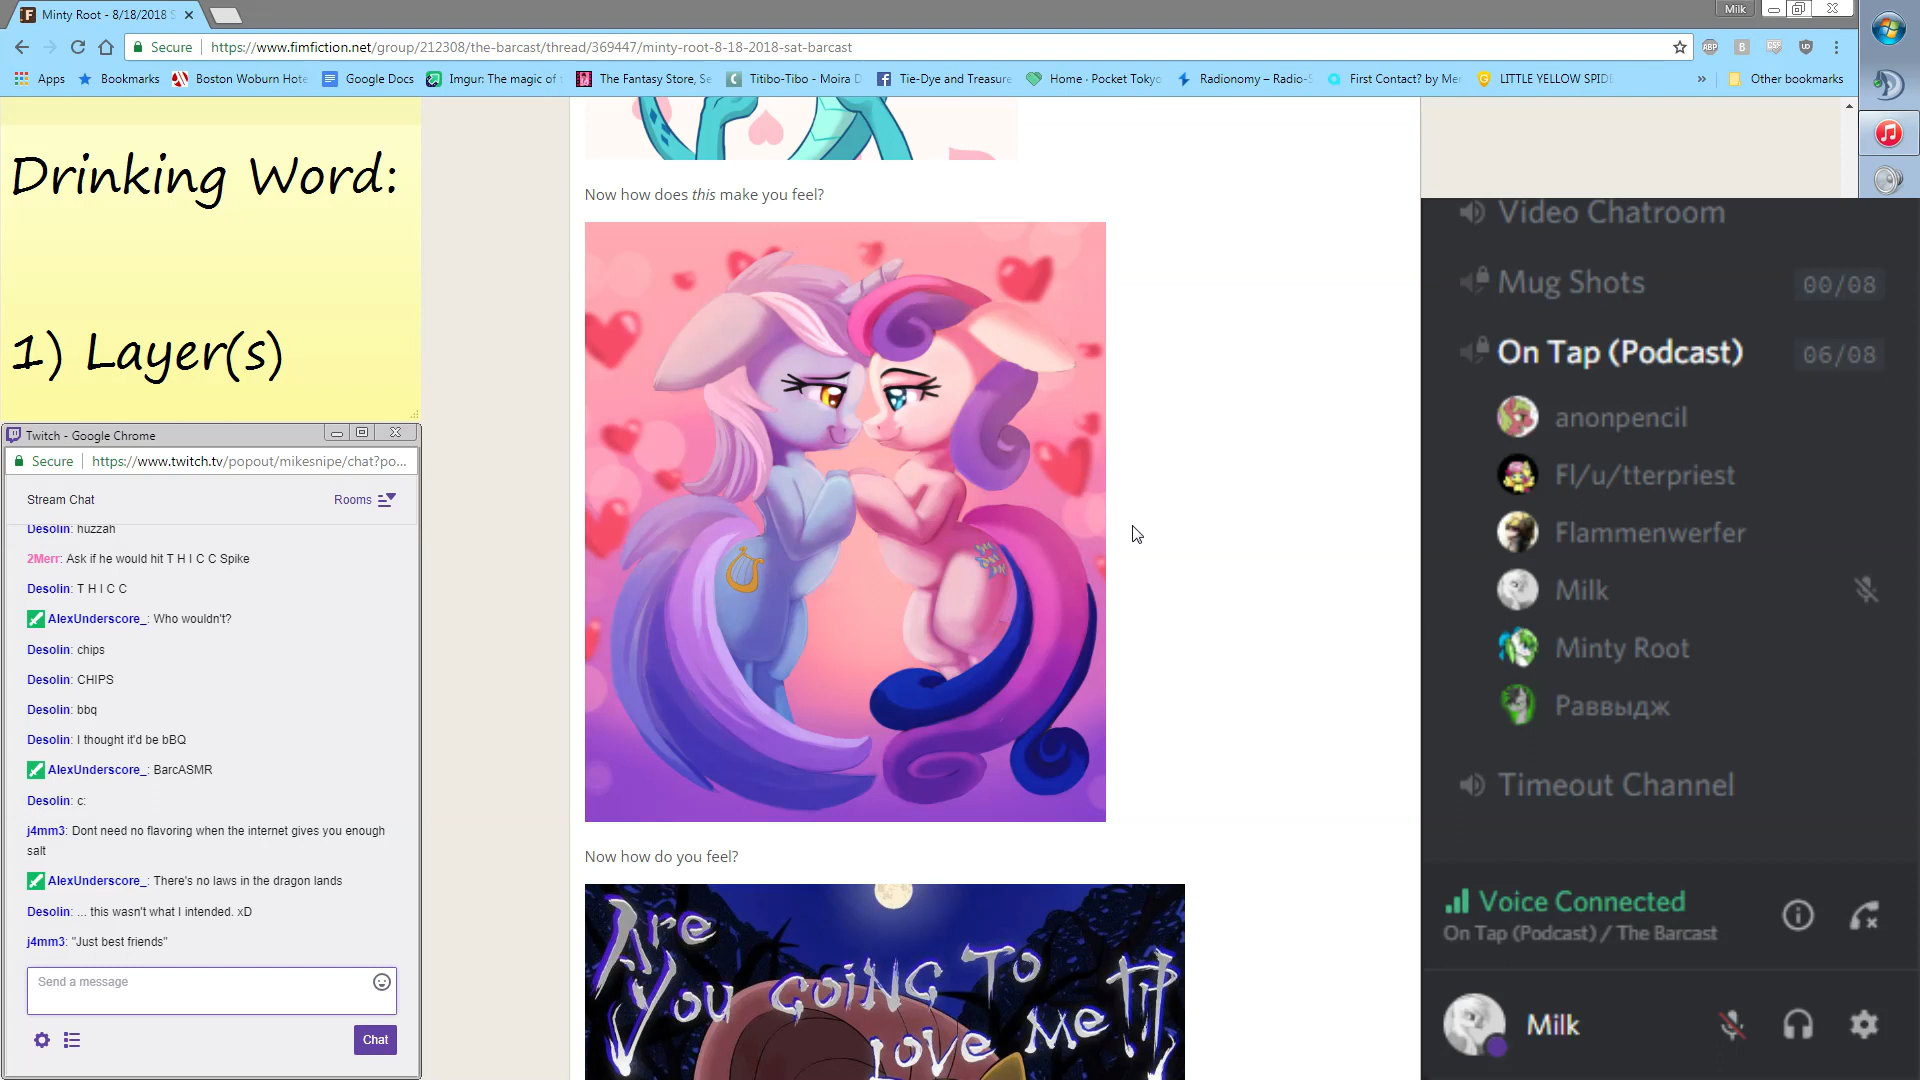 Minty Root - 8/18/2018 S
Milk
Secure
https://www.fimfiction.net/group/212308/the-barcast/thread/369447/minty-root-8-18-2018-sat-barcast
ABP
Apps
Bookmarks
Boston Woburn Hote
Google Docs
Imgur: The magic of
The Fantasy Store, Se
Titibo-Tibo - Moira D
Tie-Dye and Treasure
Home · Pocket Tokyo
Radionomy – Radio-S
First Contact? by Mer
LITTLE YELLOW SPID
»
Other bookmarks
Drinking Word:
1) Layer(s)
Twitch - Google Chrome
Secure
https://www.twitch.tv/popout/mikesnipe/chat?po...
Stream Chat
Rooms
Desolin: huzzah
2Merr: Ask if he would hit T H I C C Spike
Desolin: T H I C C
AlexUnderscore_: Who wouldn't?
Desolin: chips
Desolin: CHIPS
Desolin: bbq
Desolin: I thought it'd be bBQ
AlexUnderscore_: BarcASMR
Desolin: c:
j4mm3: Dont need no flavoring when the internet gives you enough
salt
AlexUnderscore_: There's no laws in the dragon lands
Desolin: ... this wasn't what I intended. xD
j4mm3: "Just best friends"
Send a message
Chat
Now how does this make you feel?
Now how do you feel?
Are
you going to
love me
Video Chatroom
Mug Shots
00/08
On Tap (Podcast)
06/08
anonpencil
Fl/u/tterpriest
Flammenwerfer
Milk
Minty Root
Раввыдж
Timeout Channel
Voice Connected
On Tap (Podcast) / The Barcast
Milk